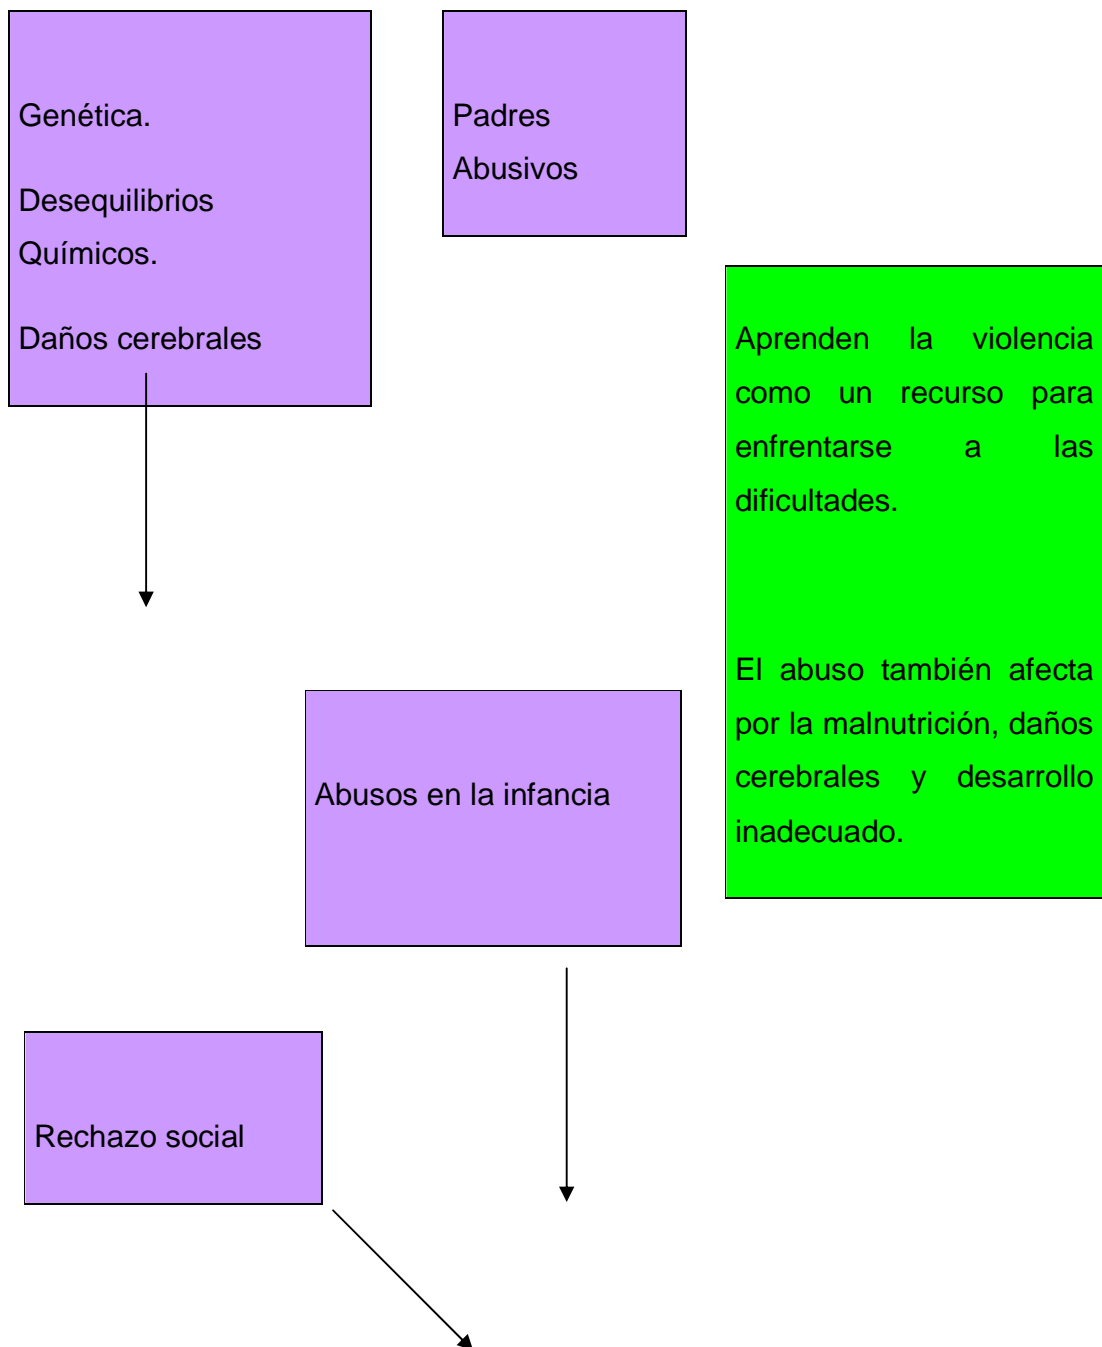 Genética.
Desequilibrios
Químicos.
Daños cerebrales
Padres
Abusivos
Aprenden la violencia
como un recurso para
enfrentarse a las
dificultades.
El abuso también afecta
por la malnutrición, daños
cerebrales y desarrollo
inadecuado.
Abusos en la infancia
Rechazo social